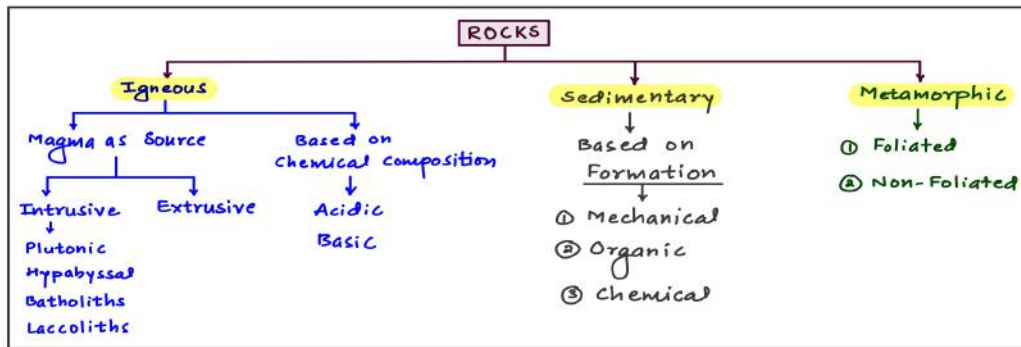 ROCKS
Igneous
Magma as Source
Intrusive
Plutonic
Hypabyssal
Batholiths
Laccoliths
Extrusive
Based on
Chemical Composition
Acidic
Basic
Sedimentary
Based on
Formation
① Mechanical
② Organic
③ Chemical
Metamorphic
① Foliated
② Non-Foliated